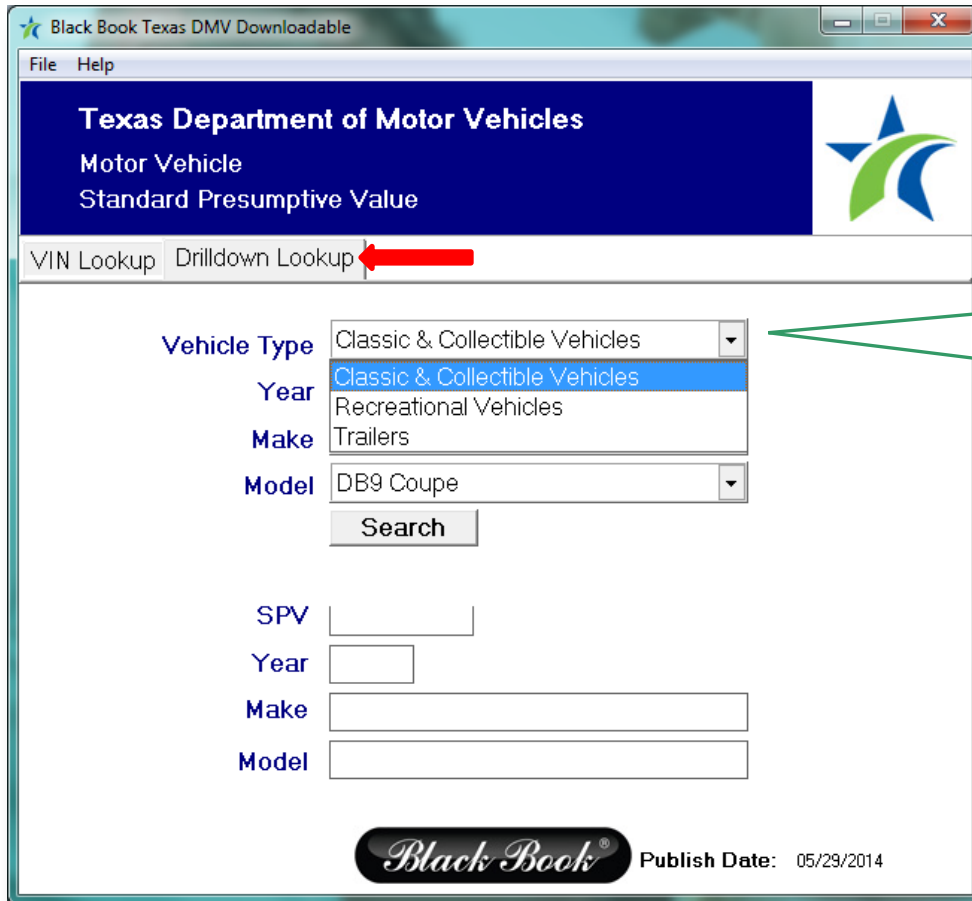 Black Book Texas DMV Downloadable
File Help
Texas Department of Motor Vehicles
Motor Vehicle
Standard Presumptive Value
VIN Lookup Drilldown Lookup
Vehicle Type Classic & Collectible Vehicles
Classic & Collectible Vehicles
Year
Recreational Vehicles
Make Trailers
Model DB9 Coupe
Search
SPV
Year
Make
Model
Black Book® Publish Date: 05/29/2014